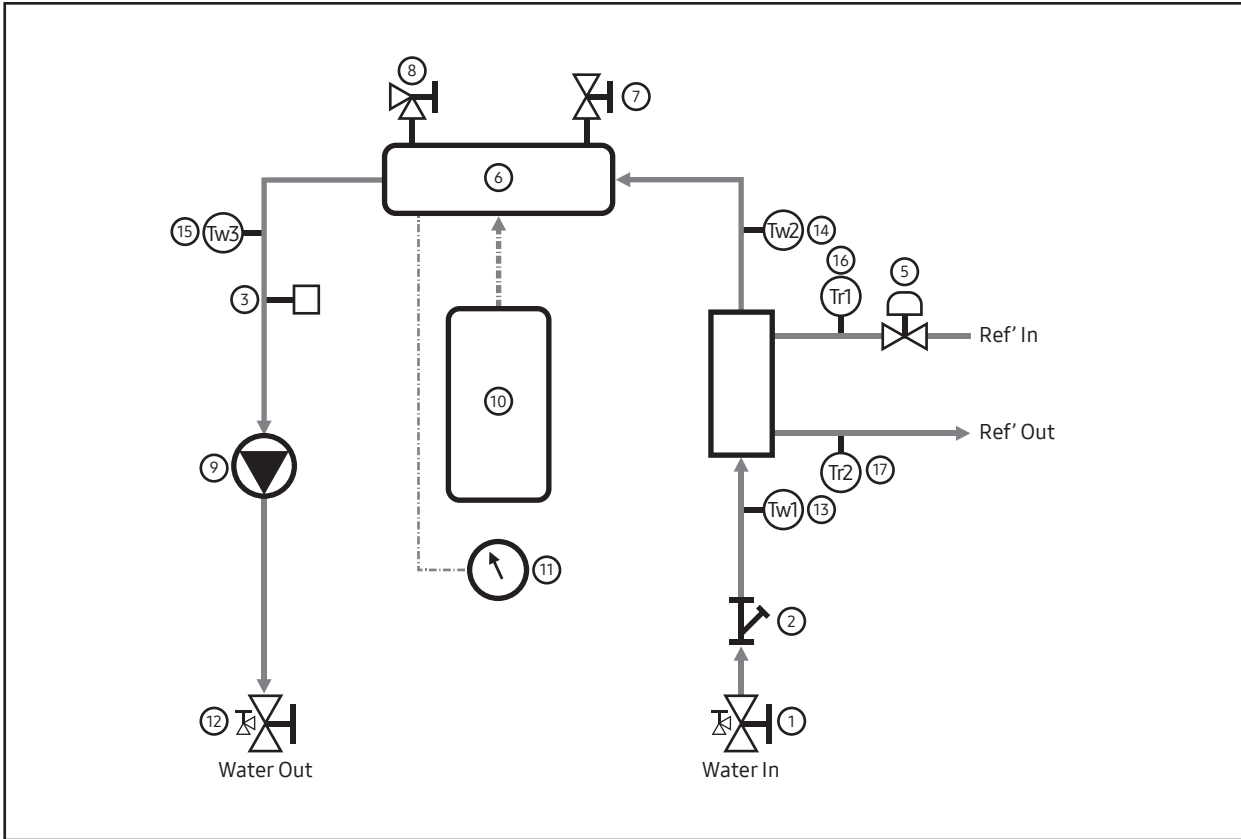 8
7
6
15 Tw3
Tw2 14
16
5
3
Tr1
Ref' In
10
Ref' Out
9
Tr2 17
Tw1 13
11
2
12
1
Water Out
Water In